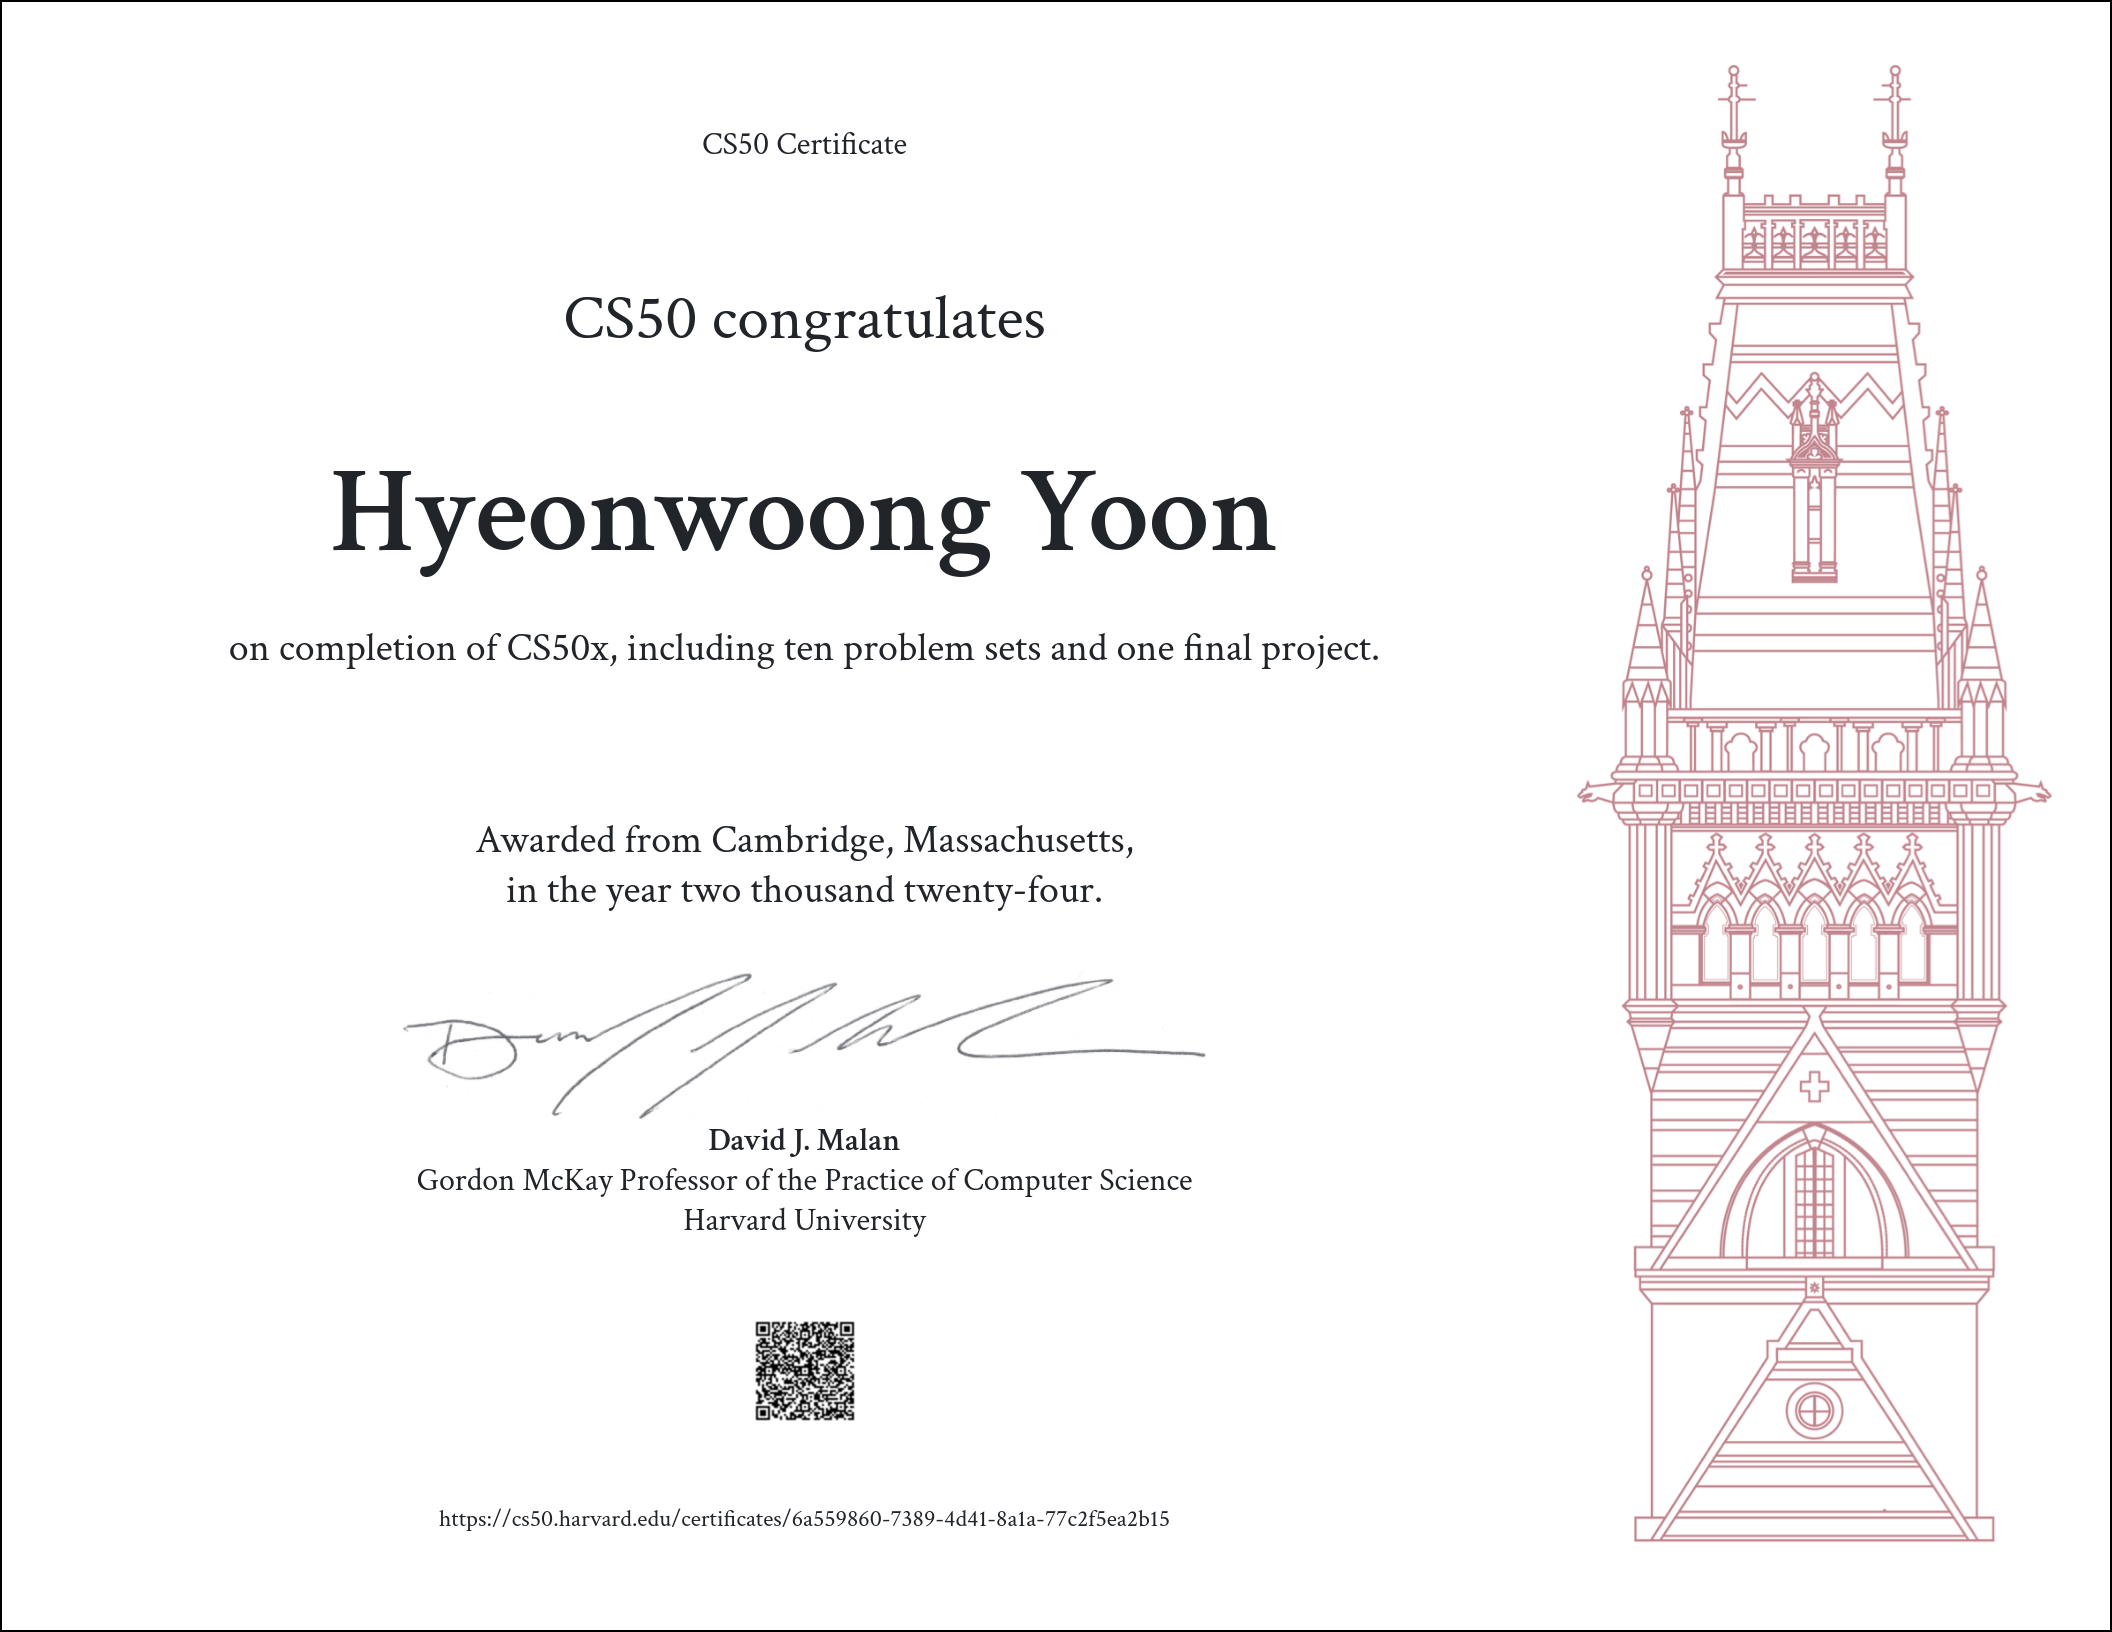 CS50 Certificate
CS50 congratulates
Hyeonwoong Yoon
on completion of CS50x, including ten problem sets and one final project.
Awarded from Cambridge, Massachusetts,
in the year two thousand twenty-four.
David J. Malan
Gordon McKay Professor of the Practice of Computer Science
Harvard University
https://cs50.harvard.edu/certificates/6a559860-7389-4d41-8a1a-77c2f5ea2b15